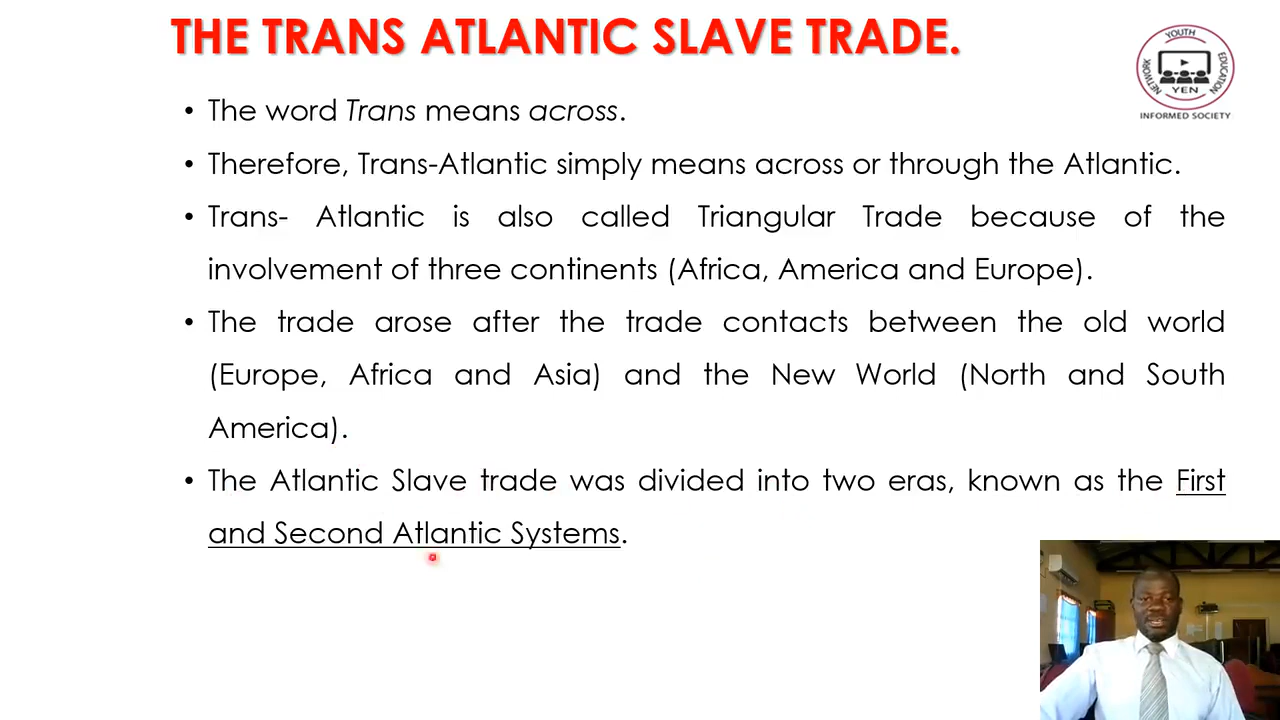 THE TRANS ATLANTIC SLAVE TRADE.
• The word Trans means across.
• Therefore, Trans-Atlantic simply means across or through the Atlantic.
• Trans- Atlantic is also called Triangular Trade because of the
involvement of three continents (Africa, America and Europe).
• The trade arose after the trade contacts between the old world
(Europe, Africa and Asia) and the New World (North and South
America).
• The Atlantic Slave trade was divided into two eras, known as the First
and Second Atlantic Systems.
YOUTH
EDUCATION
NETWORK
YEN
INFORMED SOCIETY